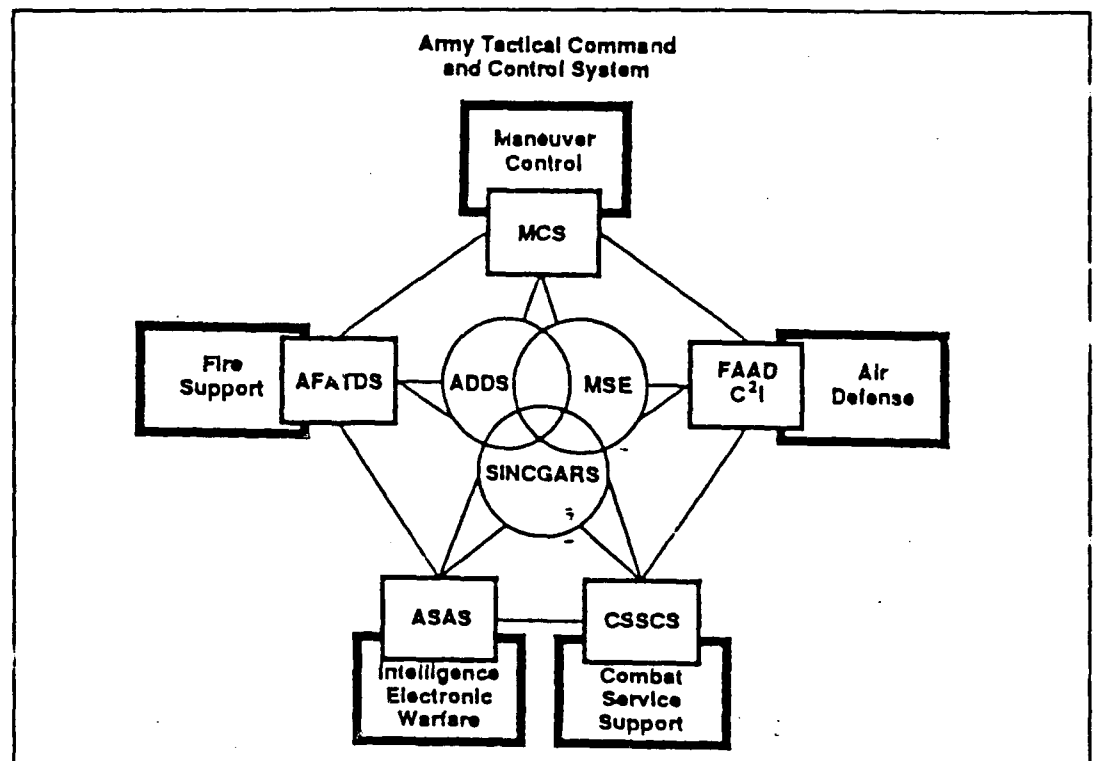 Army Tactical Command
and Control System
Maneuver
Control
MCS
Fire
Support
AFATDS
ADDS
MSE
FAAD
C²I
Air
Defense
SINCGARS
ASAS
CSSCS
Intelligence
Electronic
Warfare
Combat
Service
Support